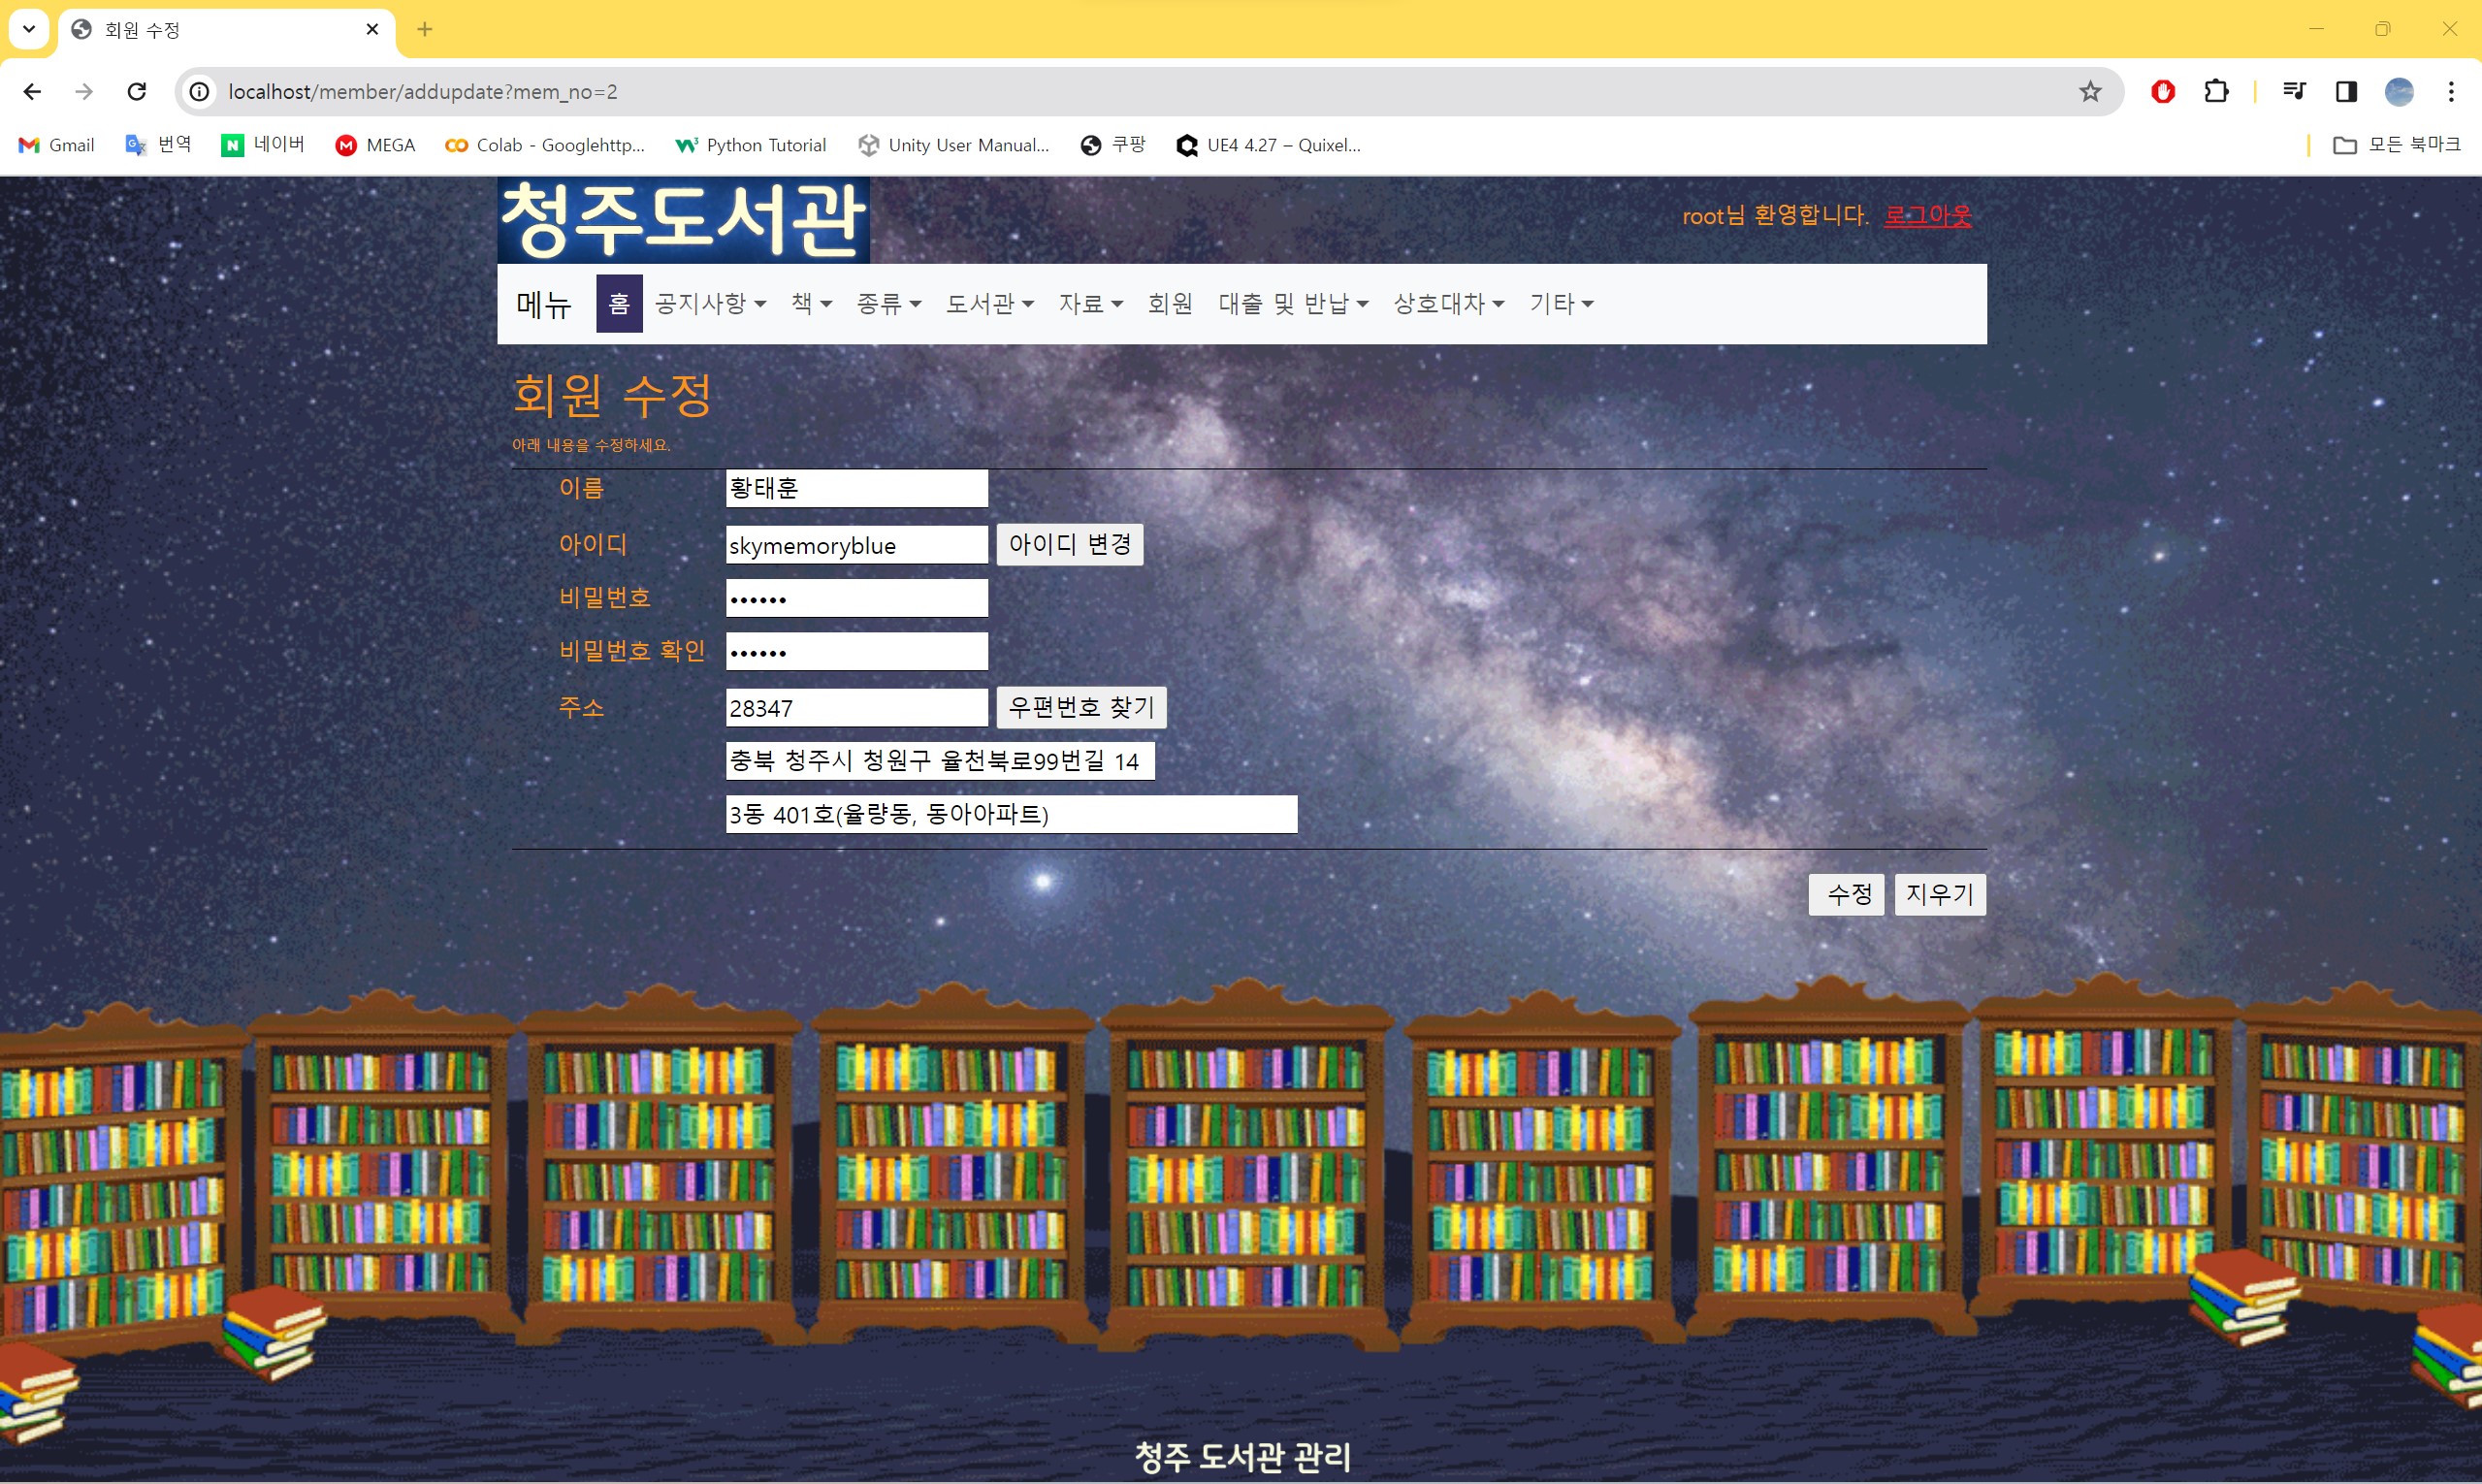 회원 수정
localhost/member/addupdate?mem_no=2
Gmail 번역 네이버 MEGA Colab - Googlehttp... Python Tutorial Unity User Manual... 쿠팡 UE4 4.27 – Quixel... 모든 북마크
청주도서관
root님 환영합니다. 로그아웃
메뉴 홈 공지사항 책 종류 도서관 자료 회원 대출 및 반납 상호대차 기타
회원 수정
아래 내용을 수정하세요.
이름 황태훈
아이디 skymemoryblue 아이디 변경
비밀번호 ••••••
비밀번호 확인 ••••••
주소 28347 우편번호 찾기
충북 청주시 청원구 율천북로99번길 14
3동 401호(율량동, 동아아파트)
수정 지우기
청주 도서관 관리